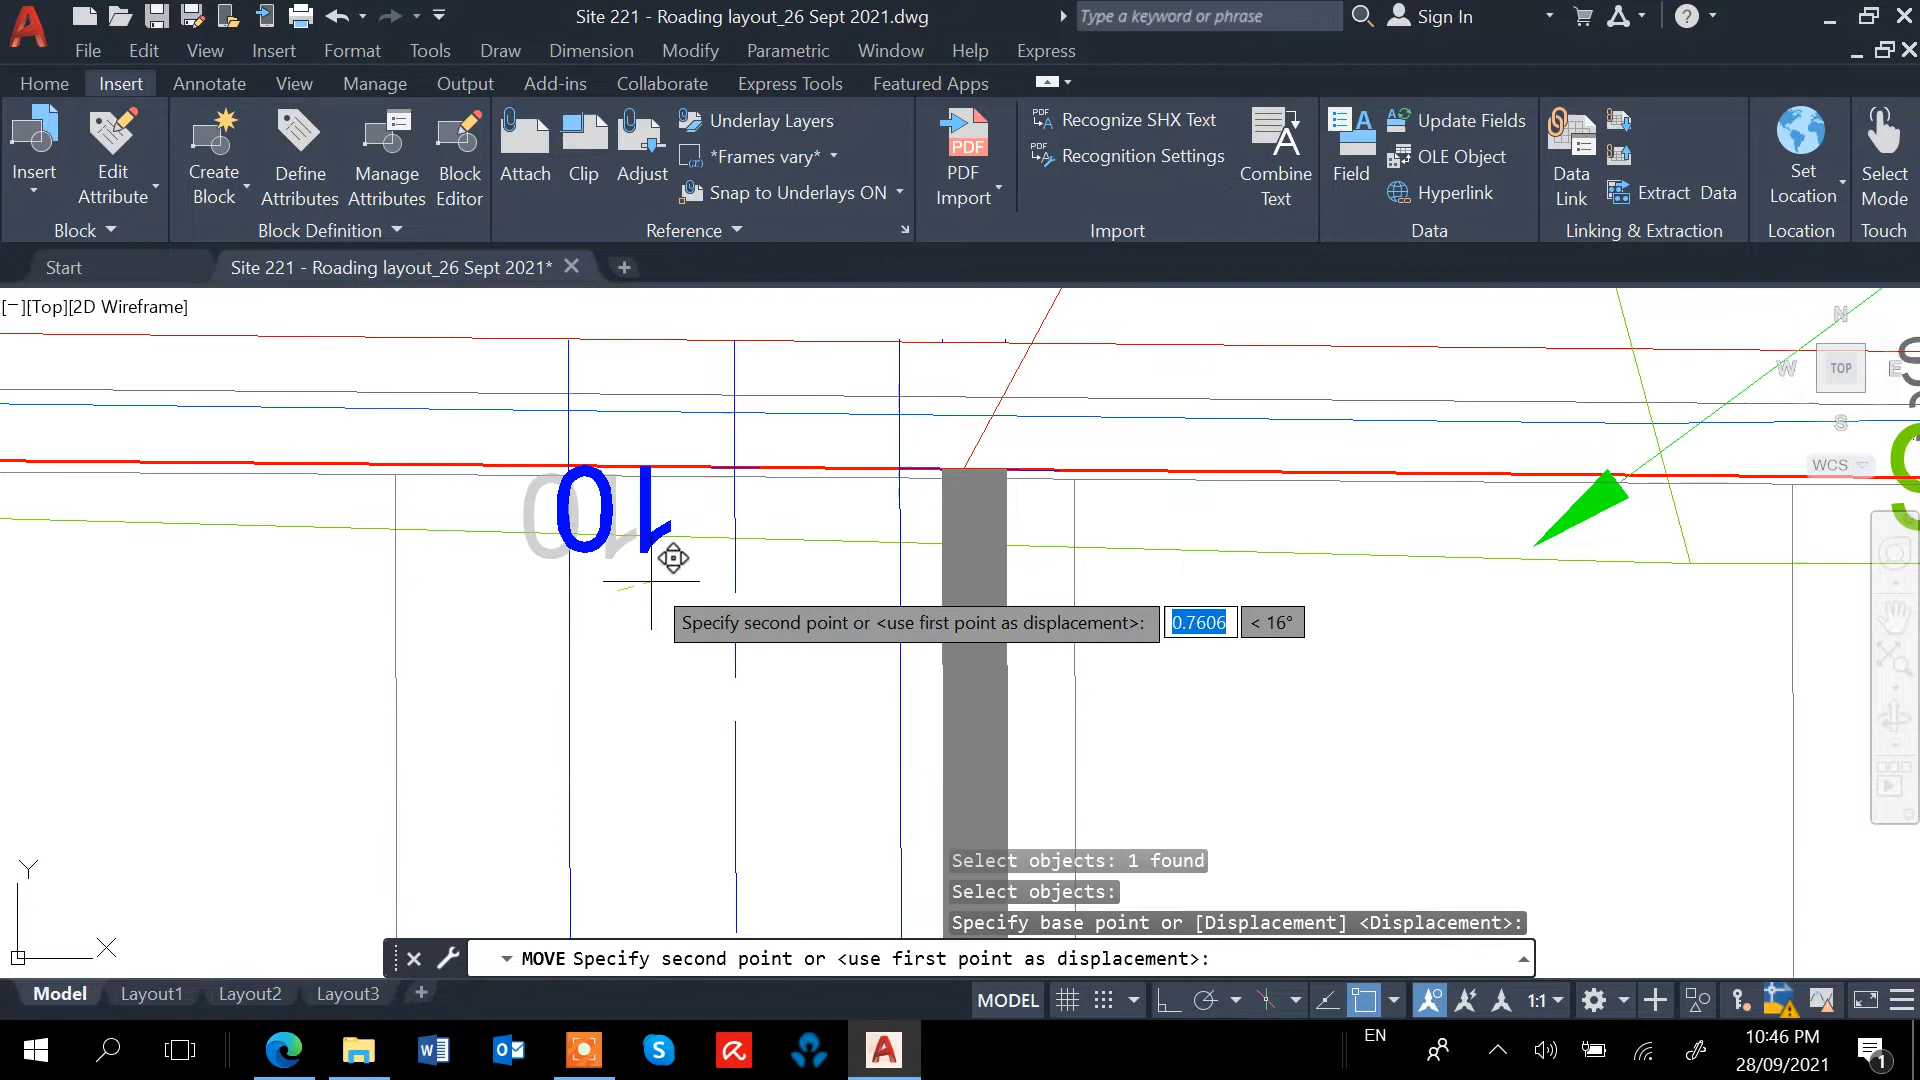 Site 221 - Roading layout_26 Sept 2021.dwg
Type a keyword or phrase
Sign In
File Edit View Insert Format Tools Draw Dimension Modify Parametric Window Help Express
Home Insert Annotate View Manage Output Add-ins Collaborate Express Tools Featured Apps
Insert
Edit Attribute
Create Block
Define Attributes
Manage Attributes
Block Editor
Attach
Clip
Adjust
Underlay Layers
*Frames vary*
Snap to Underlays ON
PDF
PDF Import
Recognize SHX Text
Recognition Settings
Combine Text
Field
Update Fields
OLE Object
Hyperlink
Data Link
Extract Data
Set Location
Select Mode
Block
Block Definition
Reference
Import
Data
Linking & Extraction
Location
Touch
Start
Site 221 - Roading layout_26 Sept 2021*
[−][Top][2D Wireframe]
N
W TOP E
S
WCS
10
10
Specify second point or <use first point as displacement>: 0.7606 < 16°
Select objects: 1 found
Select objects:
Specify base point or [Displacement] <Displacement>:
Y
X
MOVE Specify second point or <use first point as displacement>:
Model Layout1 Layout2 Layout3
MODEL
1:1
EN
10:46 PM
28/09/2021
1